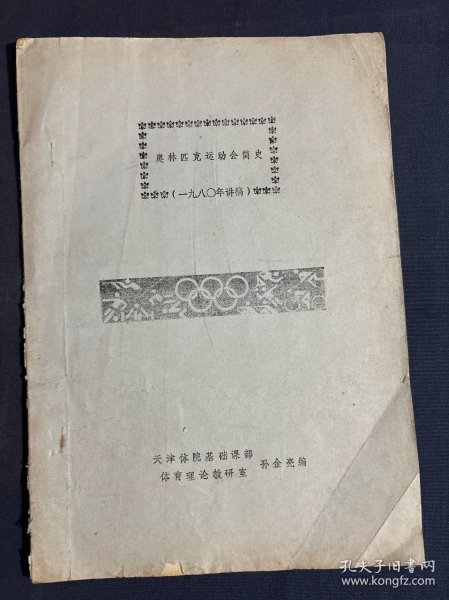 奥林匹克运动会简史
(一九八〇年讲稿)
天津体院基础课部
体育理论教研室
孙金亮编
孔夫子旧书网
www.kongfz.com